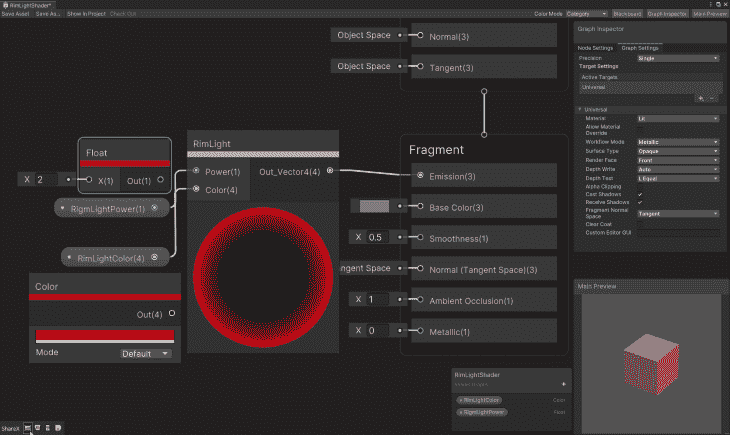 RimLightShader*
Save Asset Save As... Show In Project Check Out
Color Mode Category Blackboard Graph Inspector Main Preview
Object Space Normal(3)
Object Space Tangent(3)
Fragment
Emission(3)
Base Color(3)
X 0.5 Smoothness(1)
ngent Space Normal (Tangent Space)(3)
X 1 Ambient Occlusion(1)
X 0 Metallic(1)
Float
X 2 X(1) Out(1)
RigmLightPower(1)
RimLightColor(4)
Color
Out(4)
Mode Default
RimLight
Power(1) Out_Vector4(4)
Color(4)
Graph Inspector
Node Settings Graph Settings
Precision Single
Target Settings
Active Targets
Universal
+ -
Universal
Material Lit
Allow Material
Override
Workflow Mode Metallic
Surface Type Opaque
Render Face Front
Depth Write Auto
Depth Test L Equal
Alpha Clipping
Cast Shadows
Receive Shadows
Fragment Normal
Space Tangent
Clear Coat
Custom Editor GUI
Main Preview
RimLightShader
+
RimLightColor Color
RigmLightPower Float
ShareX